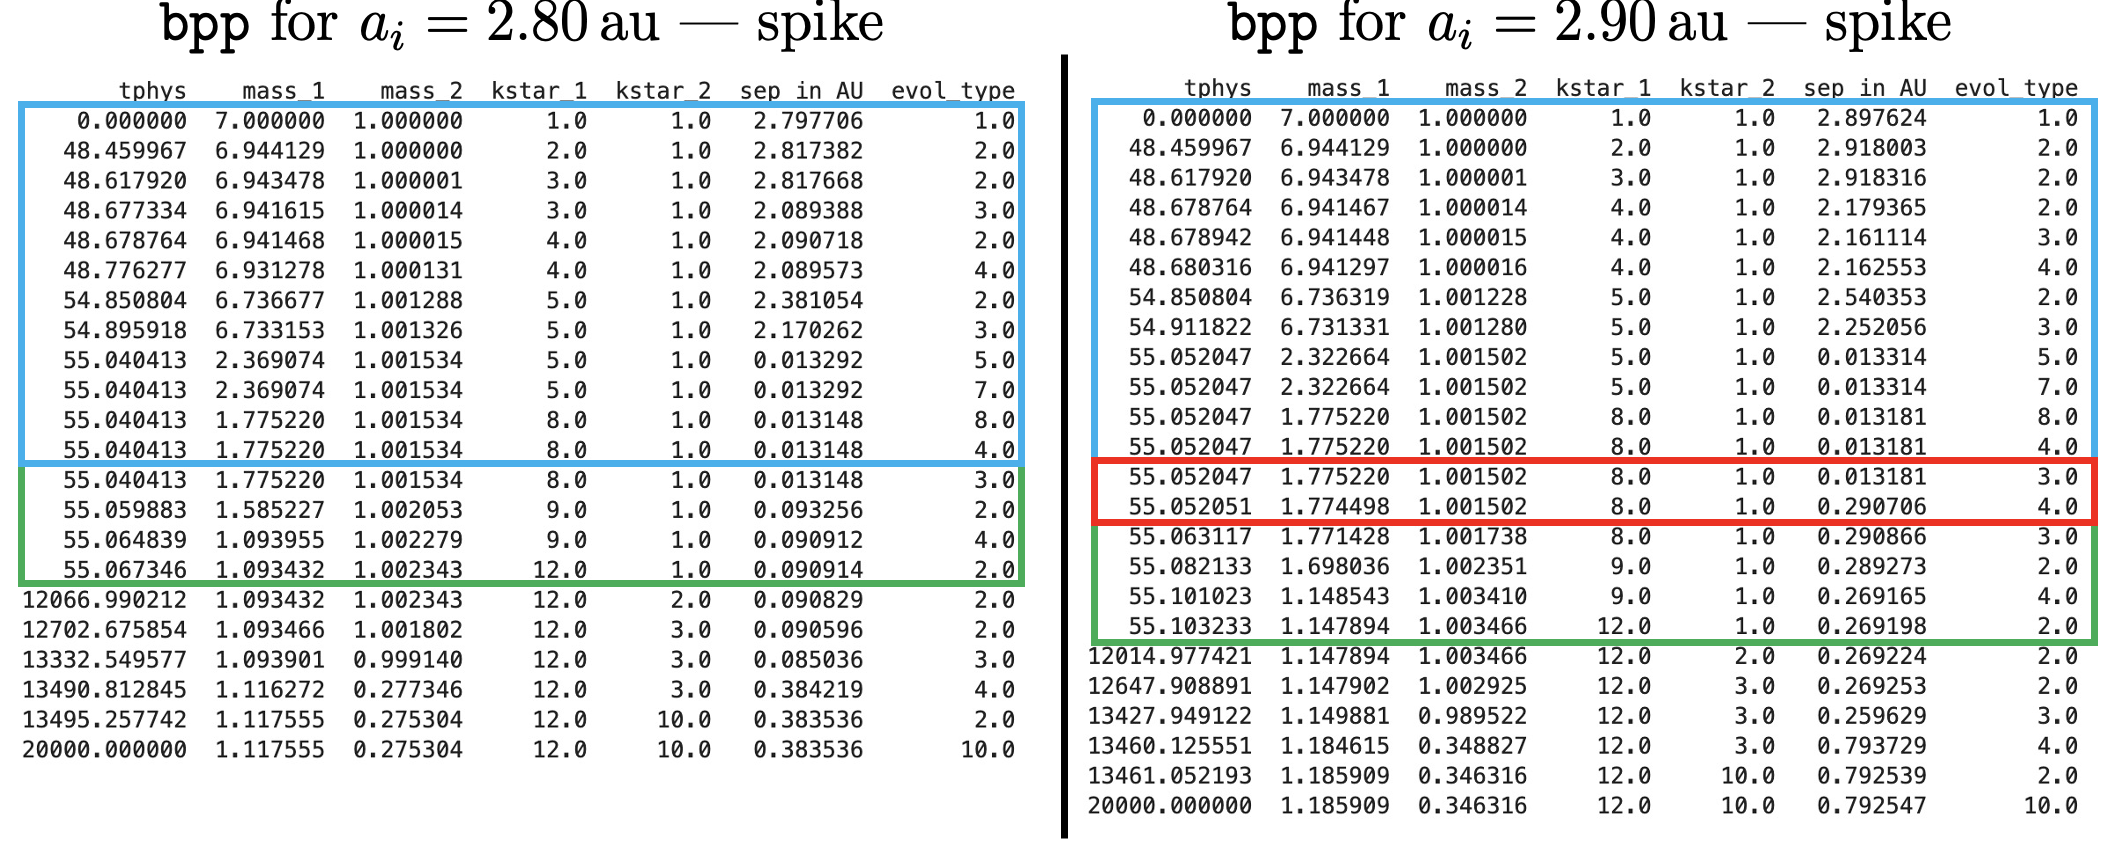 bpp for a_i = 2.80 au — spike
tphys mass_1 mass_2 kstar_1 kstar_2 sep in AU evol_type
0.000000 7.000000 1.000000 1.0 1.0 2.797706 1.0
48.459967 6.944129 1.000000 2.0 1.0 2.817382 2.0
48.617920 6.943478 1.000001 3.0 1.0 2.817668 2.0
48.677334 6.941615 1.000014 3.0 1.0 2.089388 3.0
48.678764 6.941468 1.000015 4.0 1.0 2.090718 2.0
48.776277 6.931278 1.000131 4.0 1.0 2.089573 4.0
54.850804 6.736677 1.001288 5.0 1.0 2.381054 2.0
54.895918 6.733153 1.001326 5.0 1.0 2.170262 3.0
55.040413 2.369074 1.001534 5.0 1.0 0.013292 5.0
55.040413 2.369074 1.001534 5.0 1.0 0.013292 7.0
55.040413 1.775220 1.001534 8.0 1.0 0.013148 8.0
55.040413 1.775220 1.001534 8.0 1.0 0.013148 4.0
55.040413 1.775220 1.001534 8.0 1.0 0.013148 3.0
55.059883 1.585227 1.002053 9.0 1.0 0.093256 2.0
55.064839 1.093955 1.002279 9.0 1.0 0.090912 4.0
55.067346 1.093432 1.002343 12.0 1.0 0.090914 2.0
12066.990212 1.093432 1.002343 12.0 2.0 0.090829 2.0
12702.675854 1.093466 1.001802 12.0 3.0 0.090596 2.0
13332.549577 1.093901 0.999140 12.0 3.0 0.085036 3.0
13490.812845 1.116272 0.277346 12.0 3.0 0.384219 4.0
13495.257742 1.117555 0.275304 12.0 10.0 0.383536 2.0
20000.000000 1.117555 0.275304 12.0 10.0 0.383536 10.0
bpp for a_i = 2.90 au — spike
tphys mass_1 mass_2 kstar_1 kstar_2 sep in AU evol_type
0.000000 7.000000 1.000000 1.0 1.0 2.897624 1.0
48.459967 6.944129 1.000000 2.0 1.0 2.918003 2.0
48.617920 6.943478 1.000001 3.0 1.0 2.918316 2.0
48.678764 6.941467 1.000014 4.0 1.0 2.179365 2.0
48.678942 6.941448 1.000015 4.0 1.0 2.161114 3.0
48.680316 6.941297 1.000016 4.0 1.0 2.162553 4.0
54.850804 6.736319 1.001228 5.0 1.0 2.540353 2.0
54.911822 6.731331 1.001280 5.0 1.0 2.252056 3.0
55.052047 2.322664 1.001502 5.0 1.0 0.013314 5.0
55.052047 2.322664 1.001502 5.0 1.0 0.013314 7.0
55.052047 1.775220 1.001502 8.0 1.0 0.013181 8.0
55.052047 1.775220 1.001502 8.0 1.0 0.013181 4.0
55.052047 1.775220 1.001502 8.0 1.0 0.013181 3.0
55.052051 1.774498 1.001502 8.0 1.0 0.290706 4.0
55.063117 1.771428 1.001738 8.0 1.0 0.290866 3.0
55.082133 1.698036 1.002351 9.0 1.0 0.289273 2.0
55.101023 1.148543 1.003410 9.0 1.0 0.269165 4.0
55.103233 1.147894 1.003466 12.0 1.0 0.269198 2.0
12014.977421 1.147894 1.003466 12.0 2.0 0.269224 2.0
12647.908891 1.147902 1.002925 12.0 3.0 0.269253 2.0
13427.949122 1.149881 0.989522 12.0 3.0 0.259629 3.0
13460.125551 1.184615 0.348827 12.0 3.0 0.793729 4.0
13461.052193 1.185909 0.346316 12.0 10.0 0.792539 2.0
20000.000000 1.185909 0.346316 12.0 10.0 0.792547 10.0